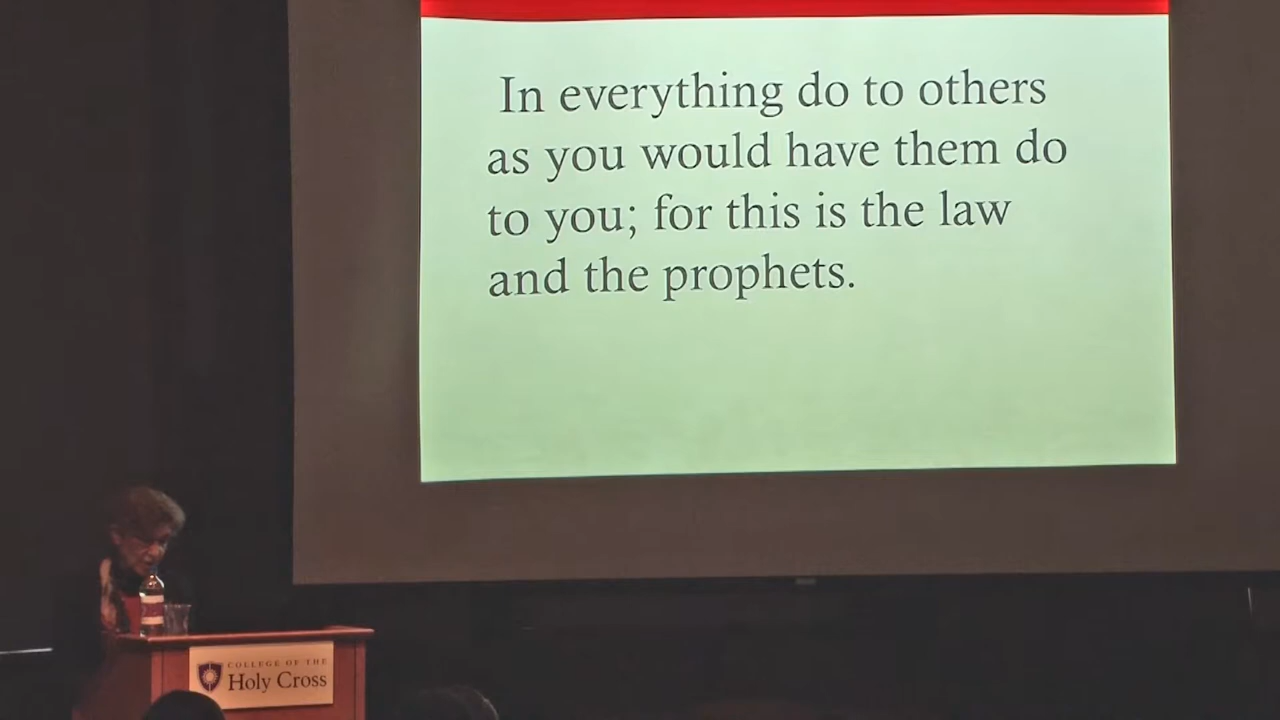 In everything do to others
as you would have them do
to you; for this is the law
and the prophets.
COLLEGE OF THE
Holy Cross